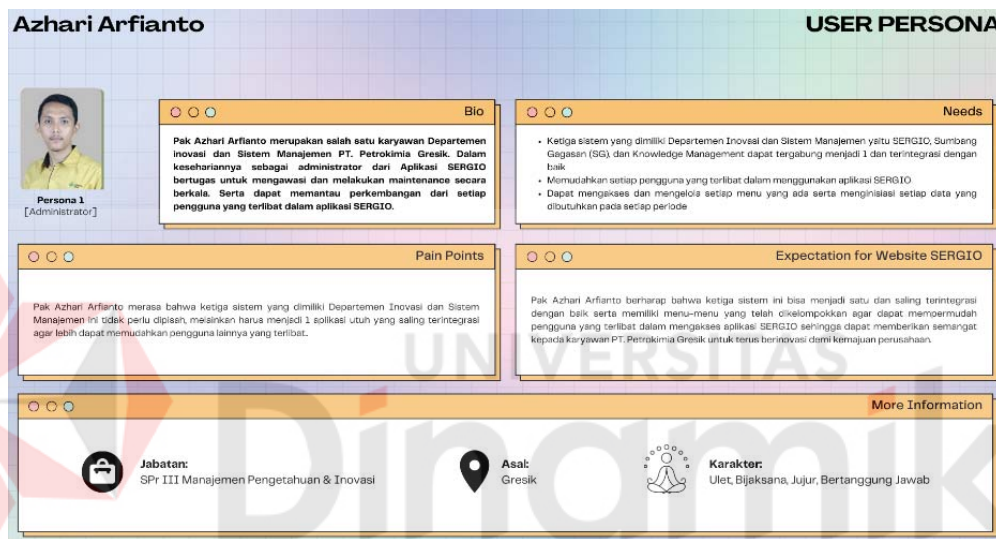 Azhari Arfianto
USER PERSONA
Persona 1
[Administrator]
Bio
Pak Azhari Arfianto merupakan salah satu karyawan Departemen
inovasi dan Sistem Manajemen PT. Petrokimia Gresik. Dalam
kesehariannya sebagai administrator dari Aplikasi SERGIO
bertugas untuk mengawasi dan melakukan maintenance secara
berkala. Serta dapat memantau perkembangan dari setiap
pengguna yang terlibat dalam aplikasi SERGIO.
Needs
• Ketiga sistem yang dimiliki Departemen Inovasi dan Sistem Manajemen yaitu SERGIO, Sumbang
Gagasan (SG), dan Knowledge Management dapat tergabung menjadi 1 dan terintegrasi dengan
baik
• Memudahkan setiap pengguna yang terlibat dalam menggunakan aplikasi SERGIO
• Dapat mengakses dan mengelola setiap menu yang ada serta menginisiasi setiap data yang
dibutuhkan pada setiap periode
Pain Points
Pak Azhari Arfianto merasa bahwa ketiga sistem yang dimiliki Departemen Inovasi dan Sistem
Manajemen ini tidak perlu dipisah, melainkan harus menjadi 1 aplikasi utuh yang saling terintegrasi
agar lebih dapat memudahkan pengguna lainnya yang terlibat.
Expectation for Website SERGIO
Pak Azhari Arfianto berharap bahwa ketiga sistem ini bisa menjadi satu dan saling terintegrasi
dengan baik serta memiliki menu-menu yang telah dikelompokkan agar dapat mempermudah
pengguna yang terlibat dalam mengakses aplikasi SERGIO sehingga dapat memberikan semangat
kepada karyawan PT. Petrokimia Gresik untuk terus berinovasi demi kemajuan perusahaan.
UNIVERSITAS
Dinamik
More Information
Jabatan:
SPr III Manajemen Pengetahuan & Inovasi
Asal:
Gresik
Karakter:
Ulet, Bijaksana, Jujur, Bertanggung Jawab